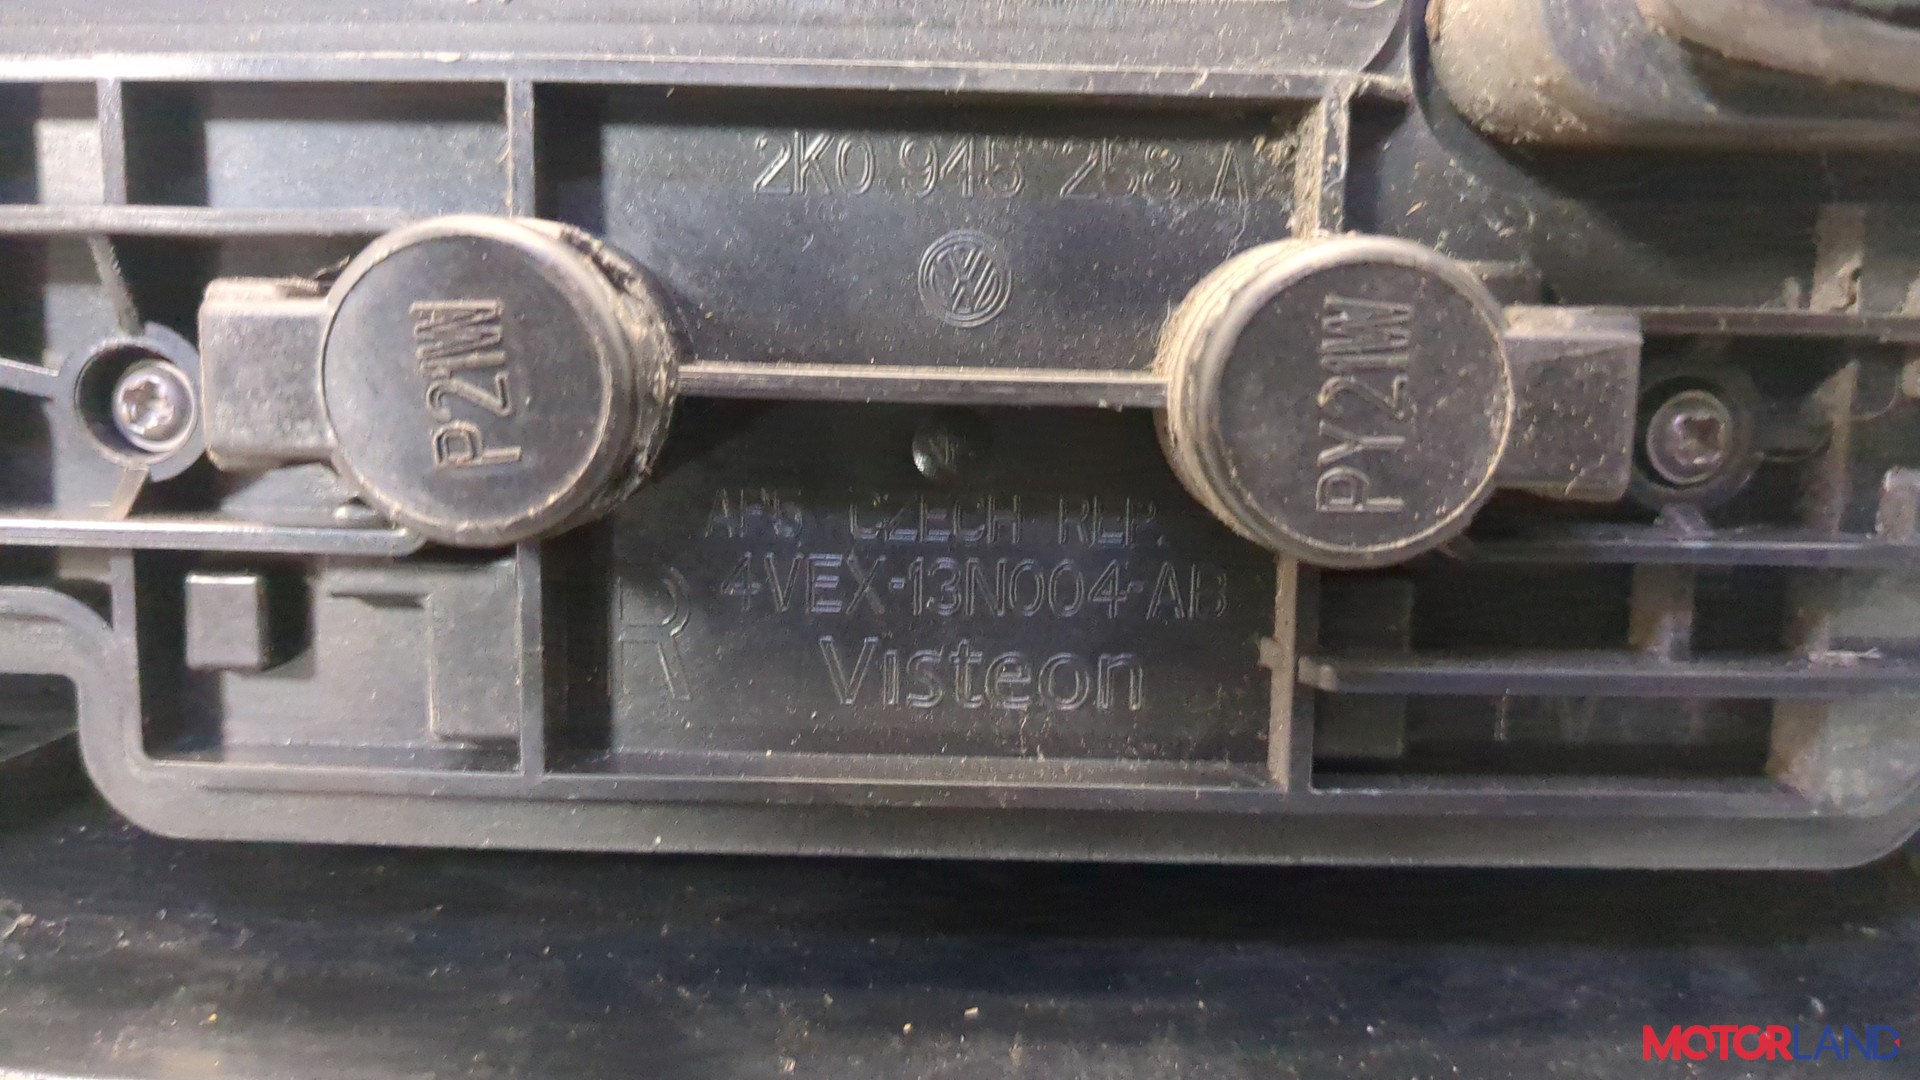 2K0 945 258 A
P21W
PY21W
CZECH REP.
4VEX-13N004-AB
R
Visteon
MOTORLAND